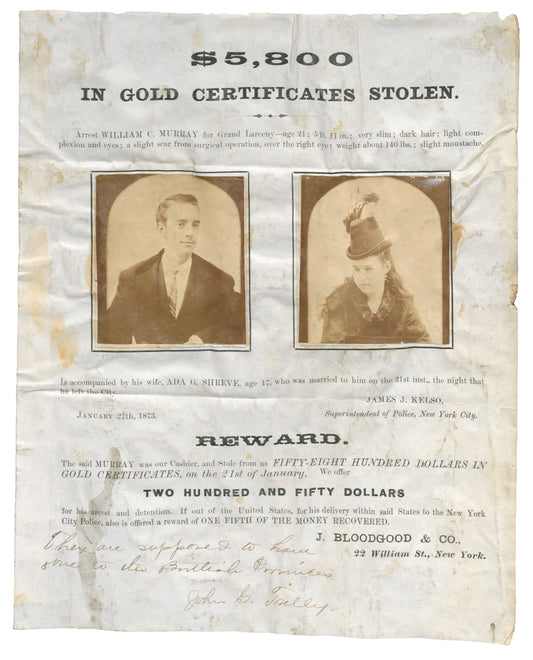 $5,800
IN GOLD CERTIFICATES STOLEN.
Arrest WILLIAM C. MURRAY for Grand Larceny—age 21; 5 ft. 11 in.; very slim; dark hair; light com-
plexion and eyes; a slight scar from surgical operation, over the right eye; weight about 140 lbs.; slight moustache.
Is accompanied by his wife, ADA G. SHREVE, age 17, who was married to him on the 21st inst., the night that
he left the City.
JAMES J. KELSO,
JANUARY 27th, 1873.
Superintendent of Police, New York City.
REWARD.
The said MURRAY was our Cashier, and Stole from us FIFTY-EIGHT HUNDRED DOLLARS IN
GOLD CERTIFICATES, on the 21st of January. We offer
TWO HUNDRED AND FIFTY DOLLARS
for his arrest and detention. If out of the United States, for his delivery within said States to the New York
City Police, also is offered a reward of ONE FIFTH OF THE MONEY RECOVERED.
J. BLOODGOOD & CO.,
22 William St., New York.
They are supposed to have
gone to the British Provinces
John